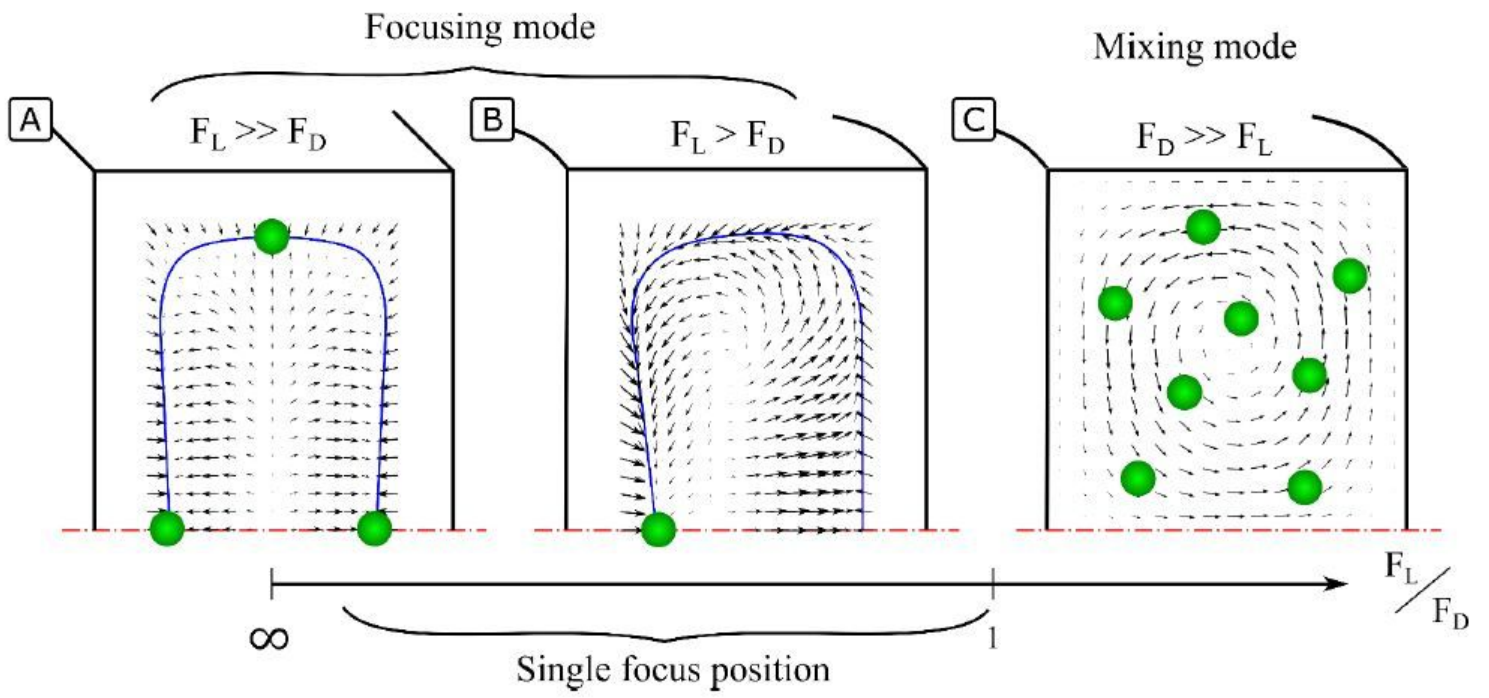 Focusing mode
Mixing mode
A
F_L >> F_D
B
F_L > F_D
C
F_D >> F_L
F_L / F_D
∞
1
Single focus position